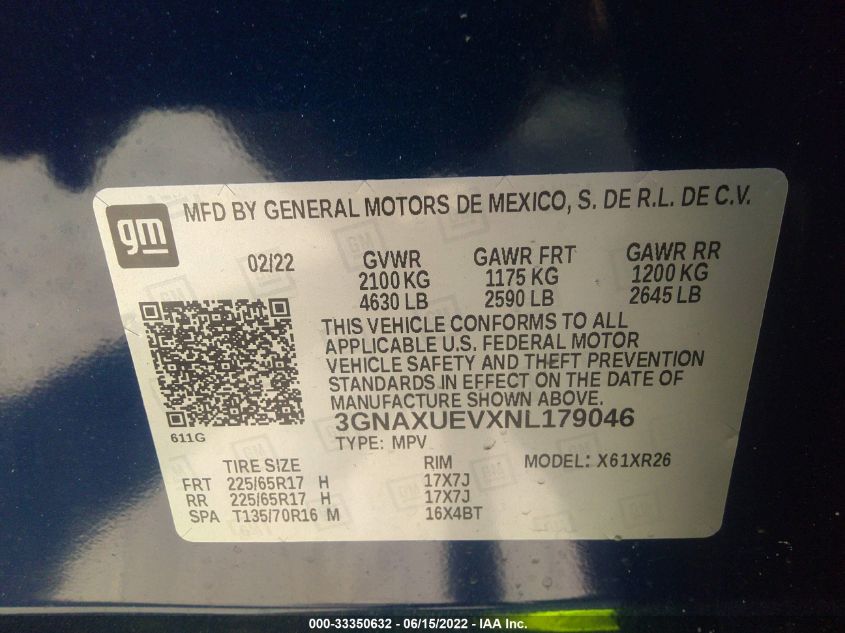 gm
MFD BY GENERAL MOTORS DE MEXICO, S. DE R.L. DE C.V.
02/22 GVWR GAWR FRT GAWR RR
2100 KG 1175 KG 1200 KG
4630 LB 2590 LB 2645 LB
THIS VEHICLE CONFORMS TO ALL
APPLICABLE U.S. FEDERAL MOTOR
VEHICLE SAFETY AND THEFT PREVENTION
STANDARDS IN EFFECT ON THE DATE OF
MANUFACTURE SHOWN ABOVE.
3GNAXUEVXNL179046
611G
TYPE: MPV
TIRE SIZE RIM MODEL: X61XR26
FRT 225/65R17 H 17X7J
RR 225/65R17 H 17X7J
SPA T135/70R16 M 16X4BT
000-33350632 - 06/15/2022 - IAA Inc.